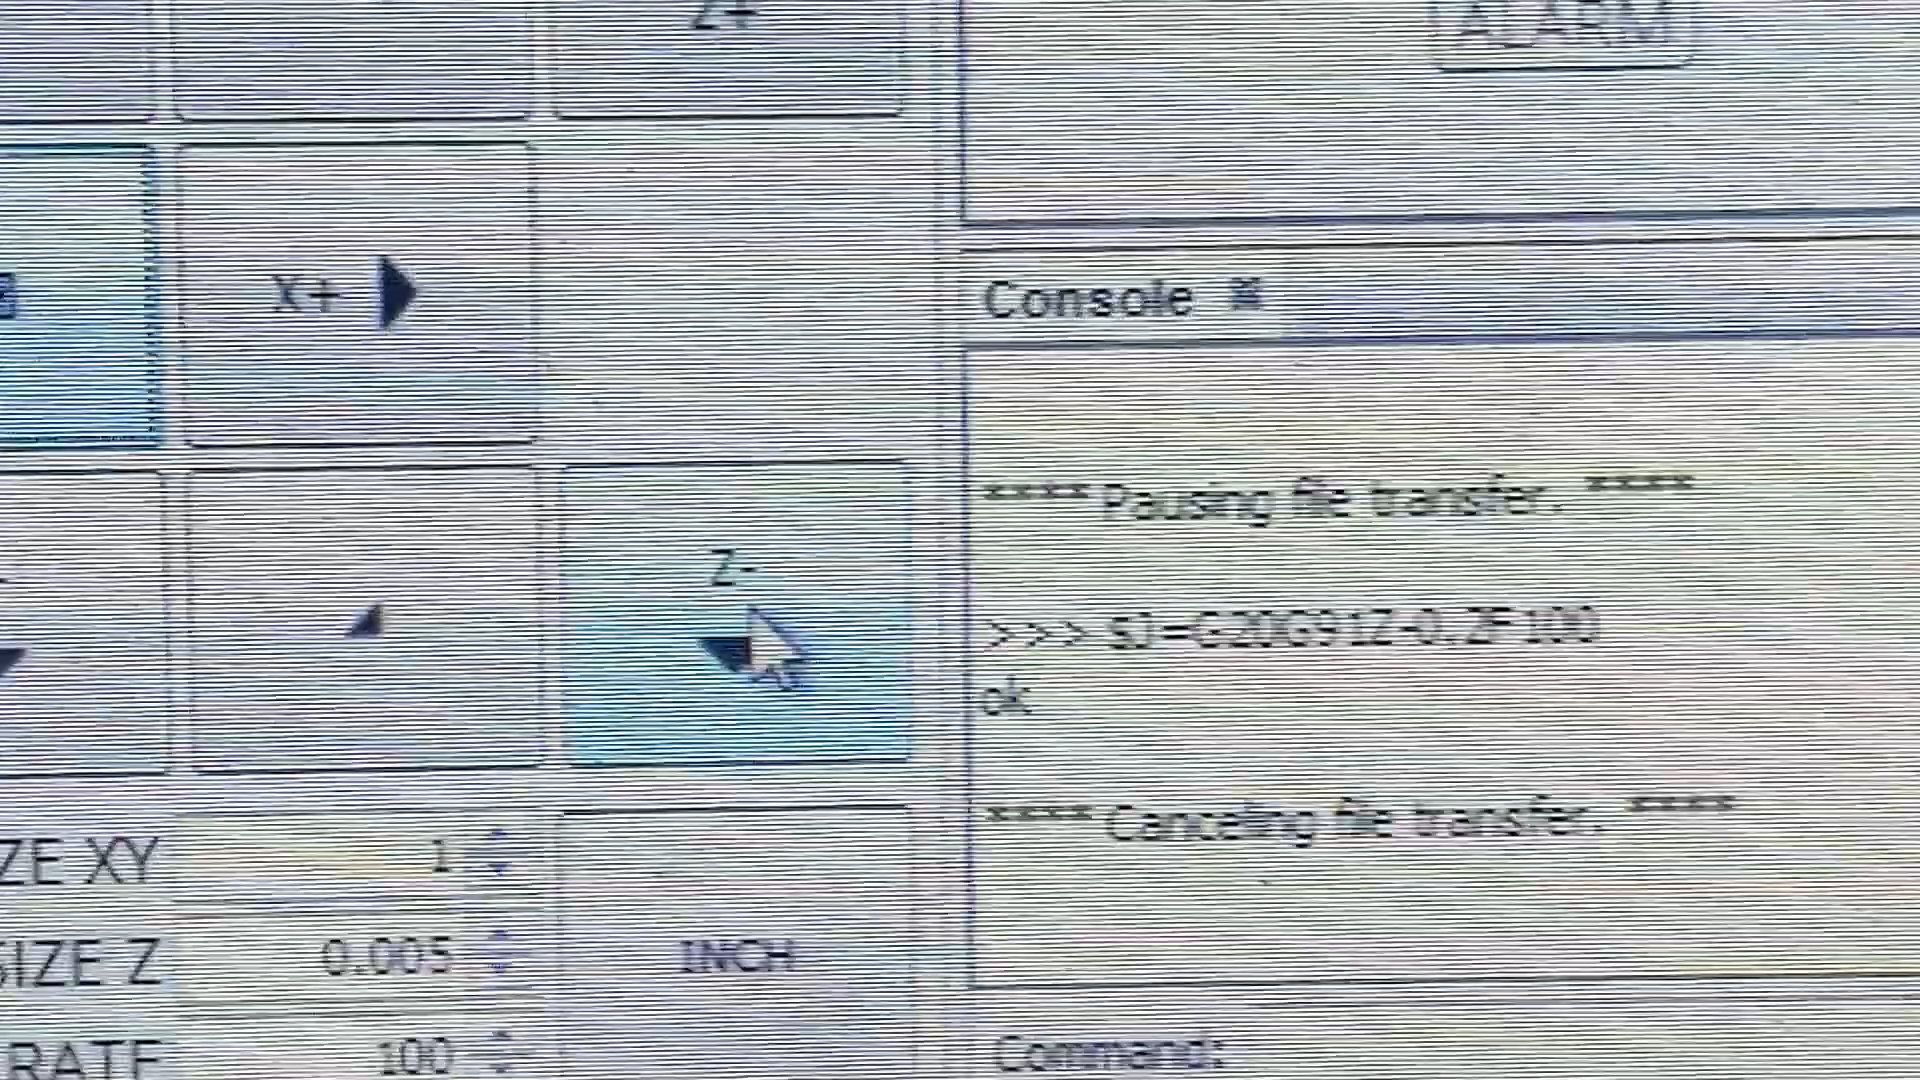 Z+
ALARM
X+
Console
**** Pausing file transfer. ****
Z-
>>> $J=G20G91Z-0.2F100
ok
**** Canceling file transfer. ****
ZE XY 1
SIZE Z 0.005
INCH
RATE 100
Command: